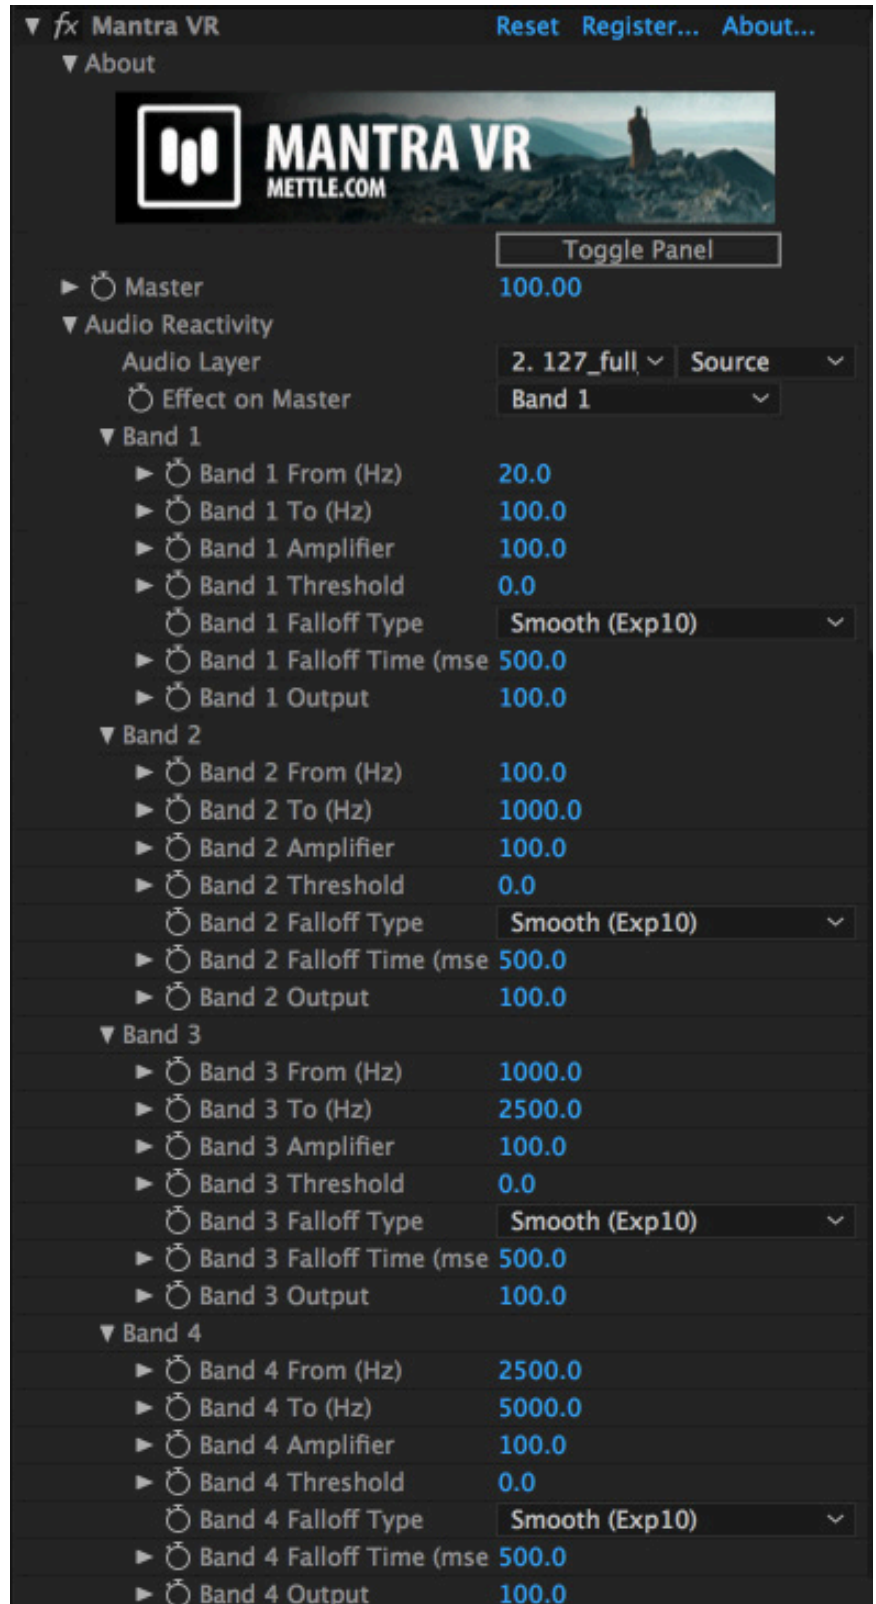 fx Mantra VR Reset Register... About...
About
MANTRA VR
METTLE.COM
Toggle Panel
Master 100.00
Audio Reactivity
Audio Layer 2. 127_full Source
Effect on Master Band 1
Band 1
Band 1 From (Hz) 20.0
Band 1 To (Hz) 100.0
Band 1 Amplifier 100.0
Band 1 Threshold 0.0
Band 1 Falloff Type Smooth (Exp10)
Band 1 Falloff Time (mse 500.0
Band 1 Output 100.0
Band 2
Band 2 From (Hz) 100.0
Band 2 To (Hz) 1000.0
Band 2 Amplifier 100.0
Band 2 Threshold 0.0
Band 2 Falloff Type Smooth (Exp10)
Band 2 Falloff Time (mse 500.0
Band 2 Output 100.0
Band 3
Band 3 From (Hz) 1000.0
Band 3 To (Hz) 2500.0
Band 3 Amplifier 100.0
Band 3 Threshold 0.0
Band 3 Falloff Type Smooth (Exp10)
Band 3 Falloff Time (mse 500.0
Band 3 Output 100.0
Band 4
Band 4 From (Hz) 2500.0
Band 4 To (Hz) 5000.0
Band 4 Amplifier 100.0
Band 4 Threshold 0.0
Band 4 Falloff Type Smooth (Exp10)
Band 4 Falloff Time (mse 500.0
Band 4 Output 100.0